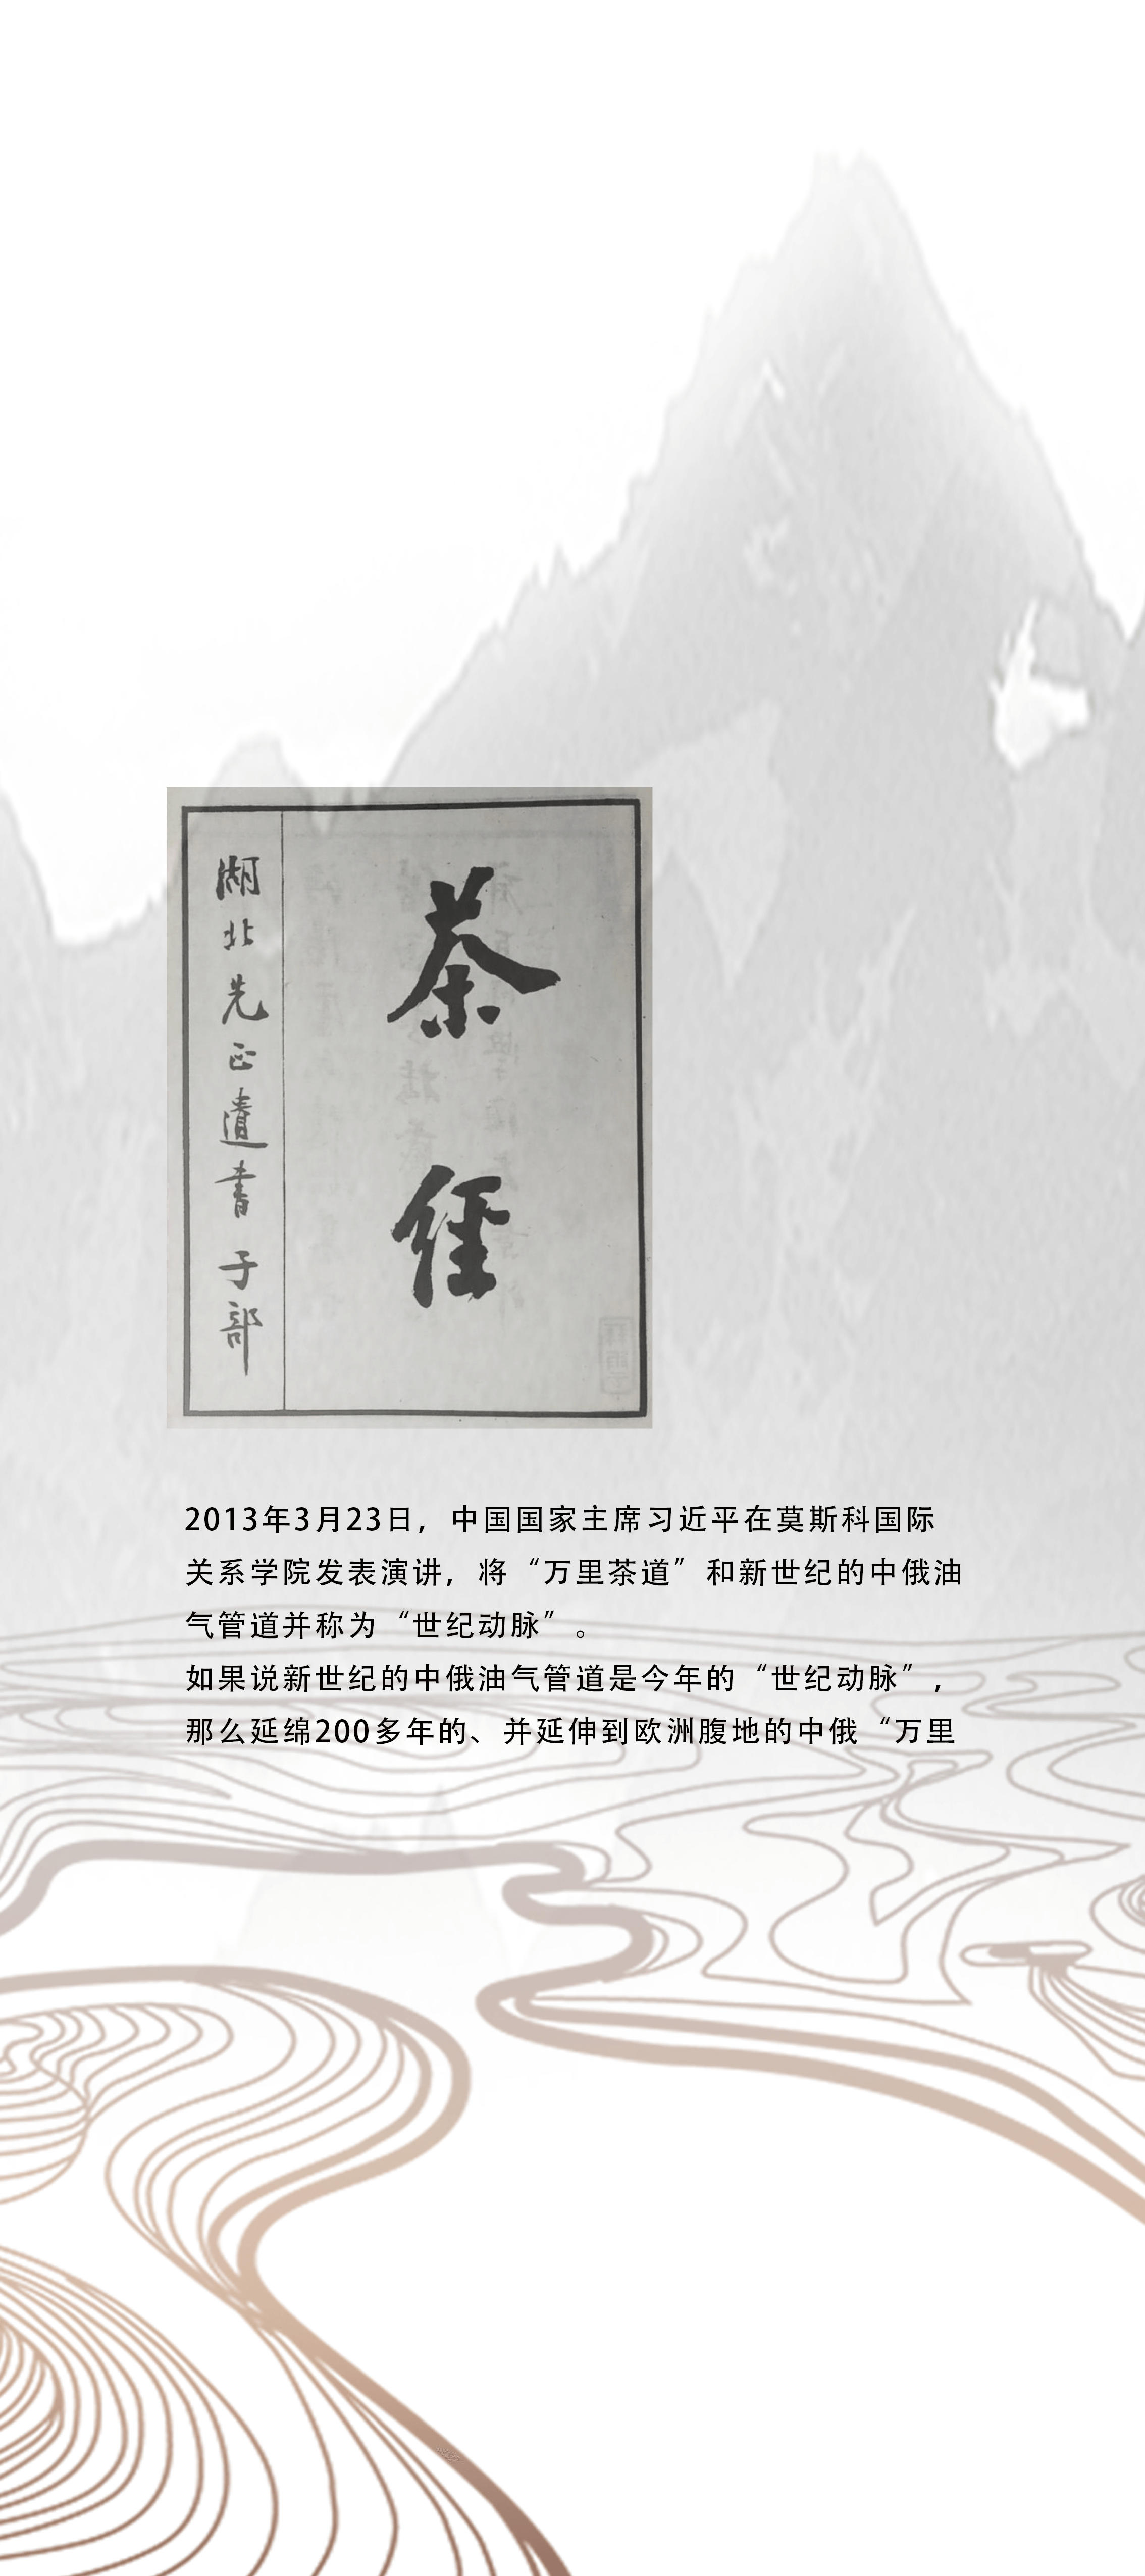 茶經
湖北先正遺書 子部
2013年3月23日，中国国家主席习近平在莫斯科国际
关系学院发表演讲，将“万里茶道”和新世纪的中俄油
气管道并称为“世纪动脉”。
如果说新世纪的中俄油气管道是今年的“世纪动脉”，
那么延绵200多年的、并延伸到欧洲腹地的中俄“万里